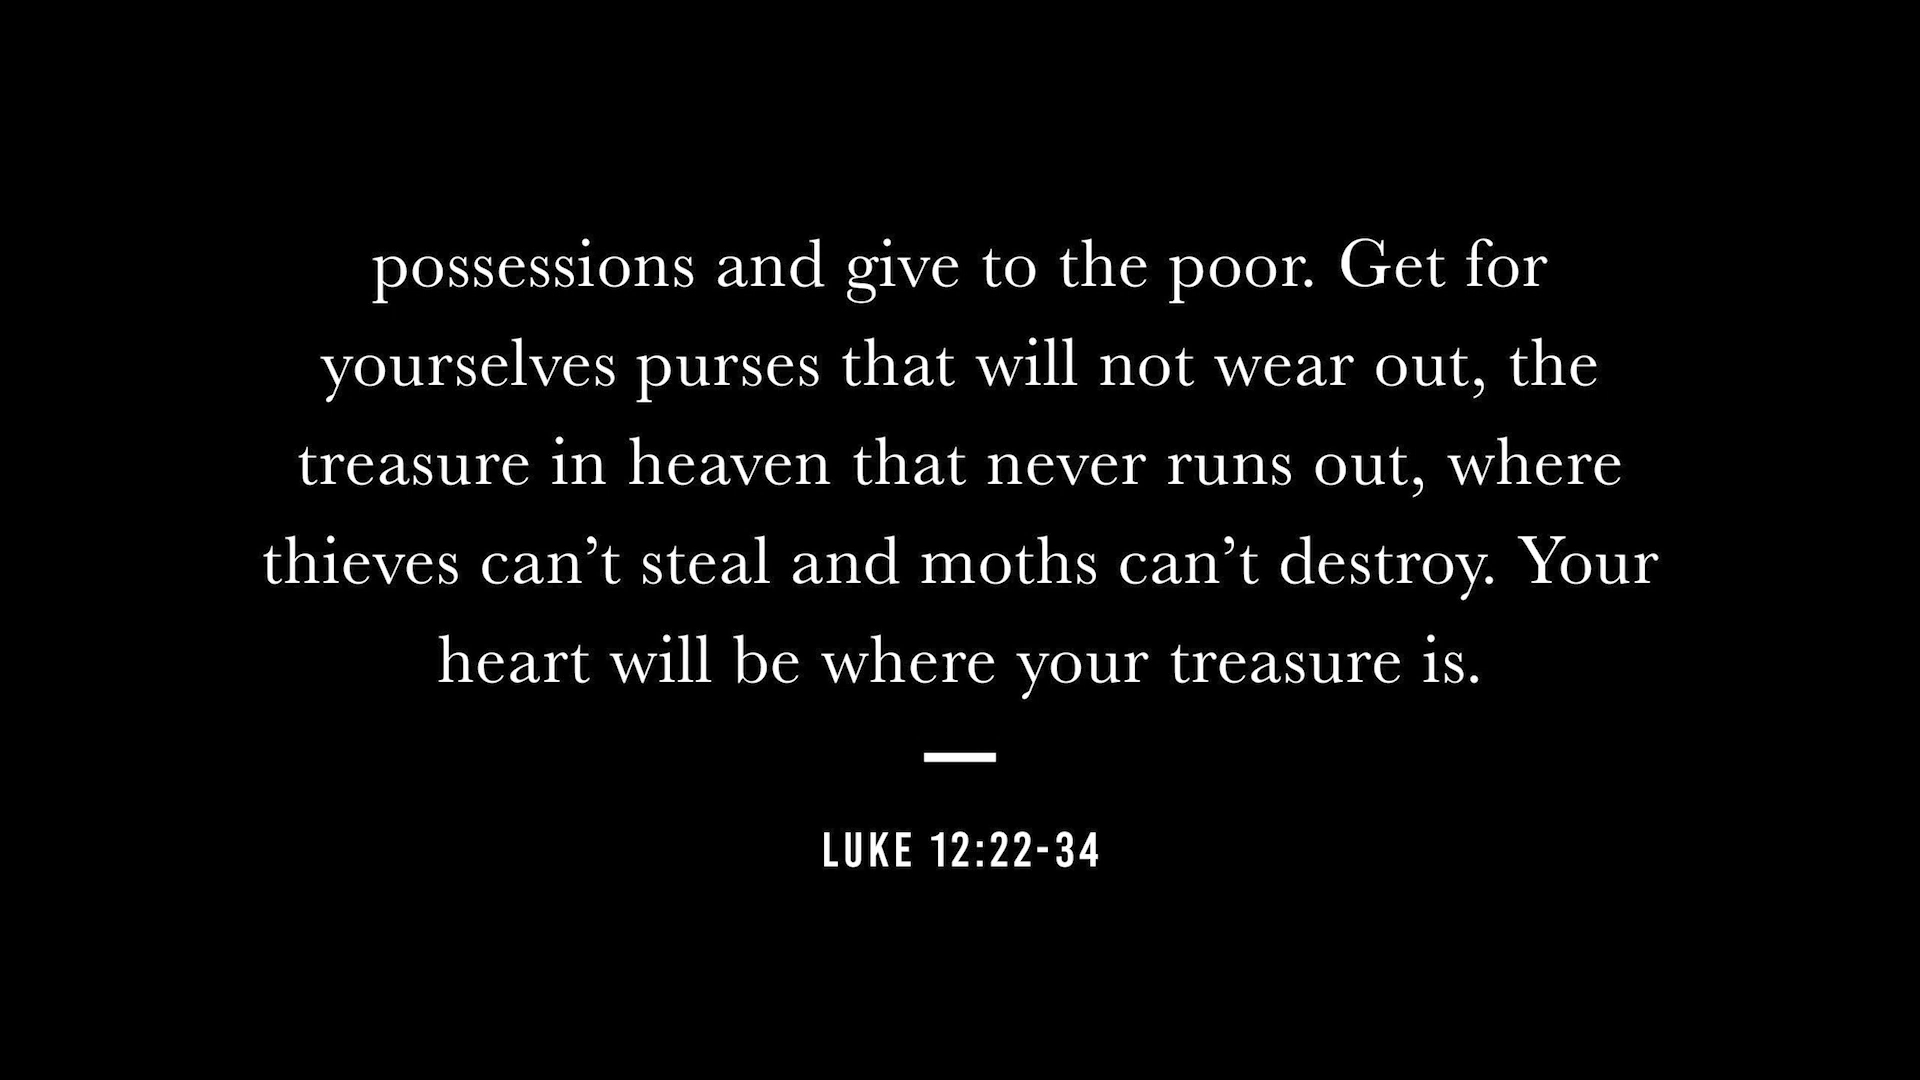 possessions and give to the poor. Get for
yourselves purses that will not wear out, the
treasure in heaven that never runs out, where
thieves can’t steal and moths can’t destroy. Your
heart will be where your treasure is.
LUKE 12:22-34